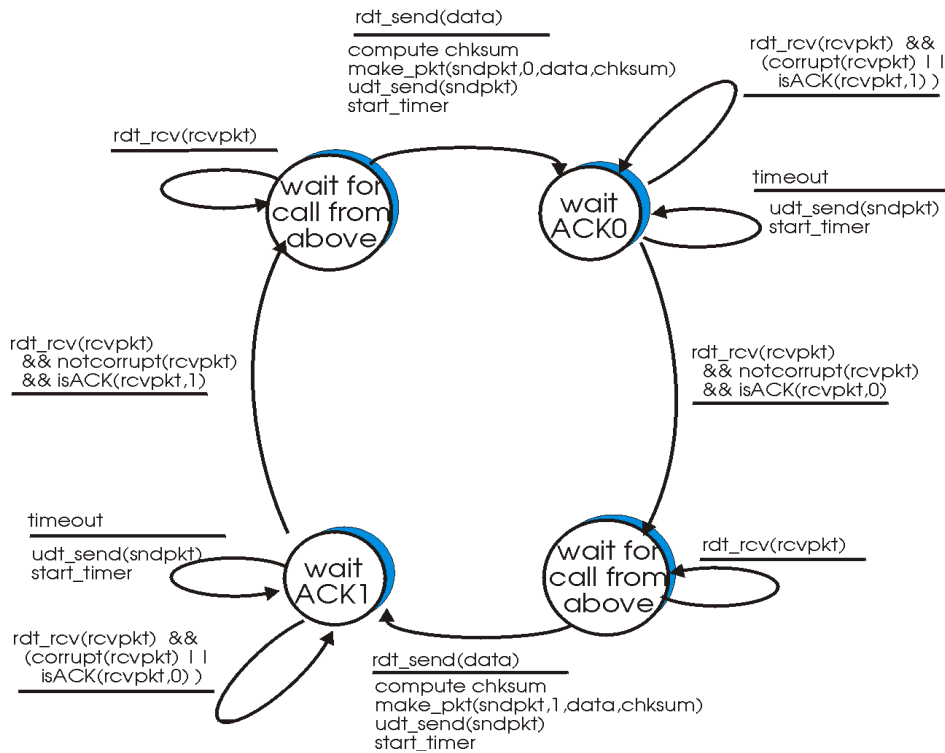 rdt_send(data)
compute chksum
make_pkt(sndpkt,0,data,chksum)
udt_send(sndpkt)
start_timer
rdt_rcv(rcvpkt) &&
(corrupt(rcvpkt) | |
isACK(rcvpkt,1) )
rdt_rcv(rcvpkt)
wait for
call from
above
wait
ACK0
timeout
udt_send(sndpkt)
start_timer
rdt_rcv(rcvpkt)
&& notcorrupt(rcvpkt)
&& isACK(rcvpkt,1)
rdt_rcv(rcvpkt)
&& notcorrupt(rcvpkt)
&& isACK(rcvpkt,0)
timeout
udt_send(sndpkt)
start_timer
wait
ACK1
wait for
call from
above
rdt_rcv(rcvpkt)
rdt_rcv(rcvpkt) &&
(corrupt(rcvpkt) | |
isACK(rcvpkt,0) )
rdt_send(data)
compute chksum
make_pkt(sndpkt,1,data,chksum)
udt_send(sndpkt)
start_timer